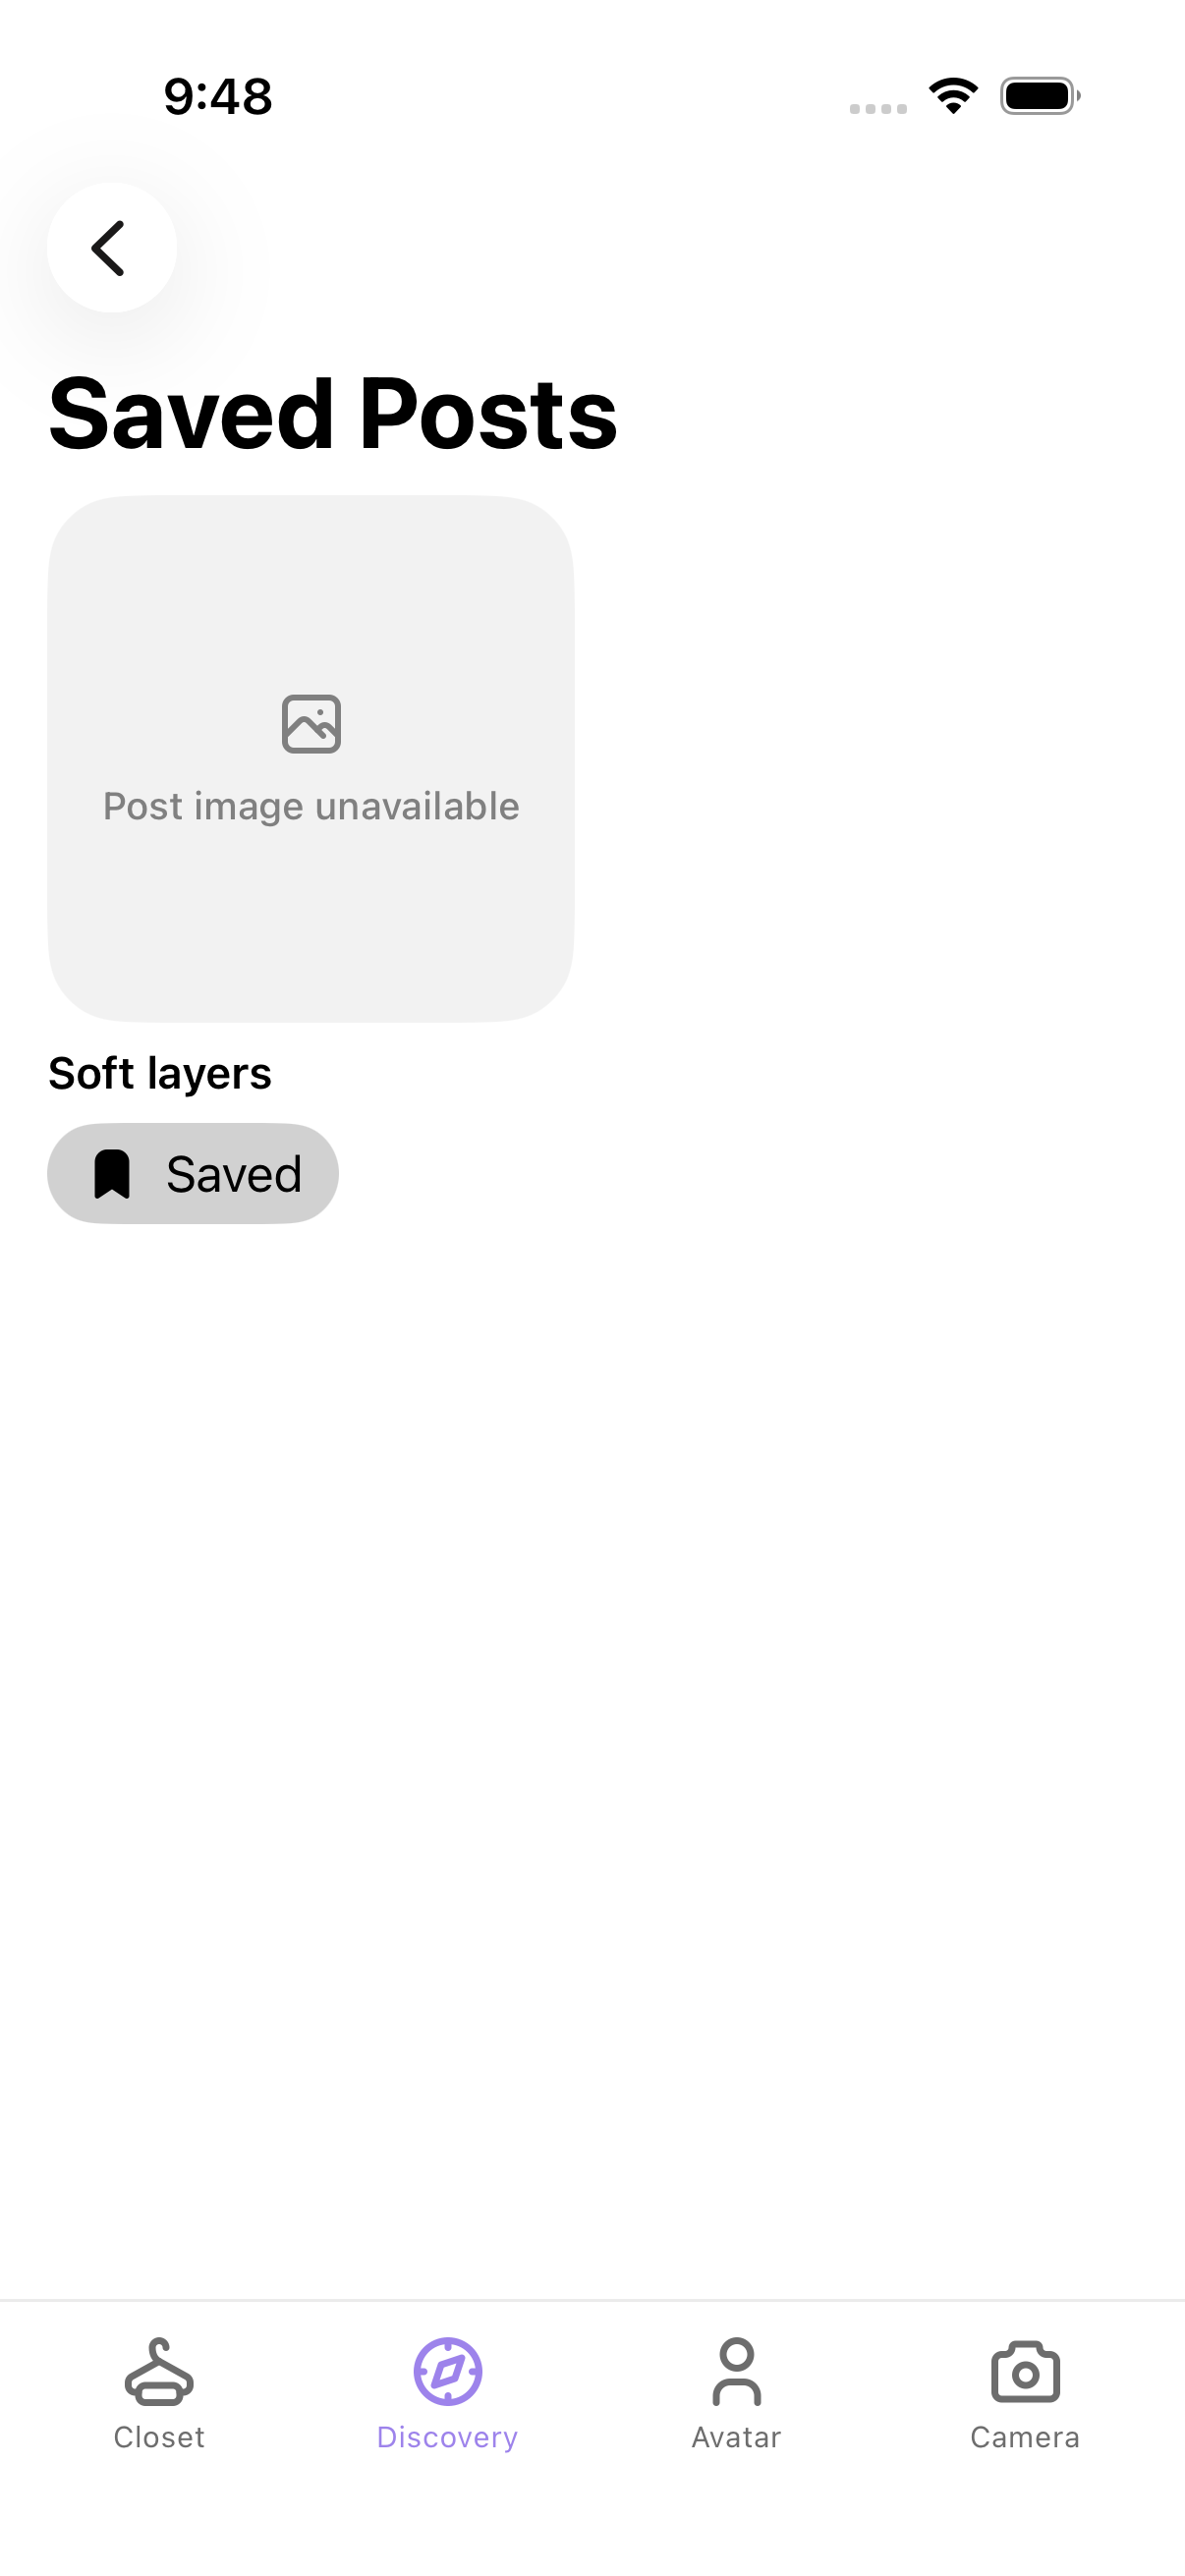 9:48
Saved Posts
Post image unavailable
Soft layers
Saved
Closet
Discovery
Avatar
Camera